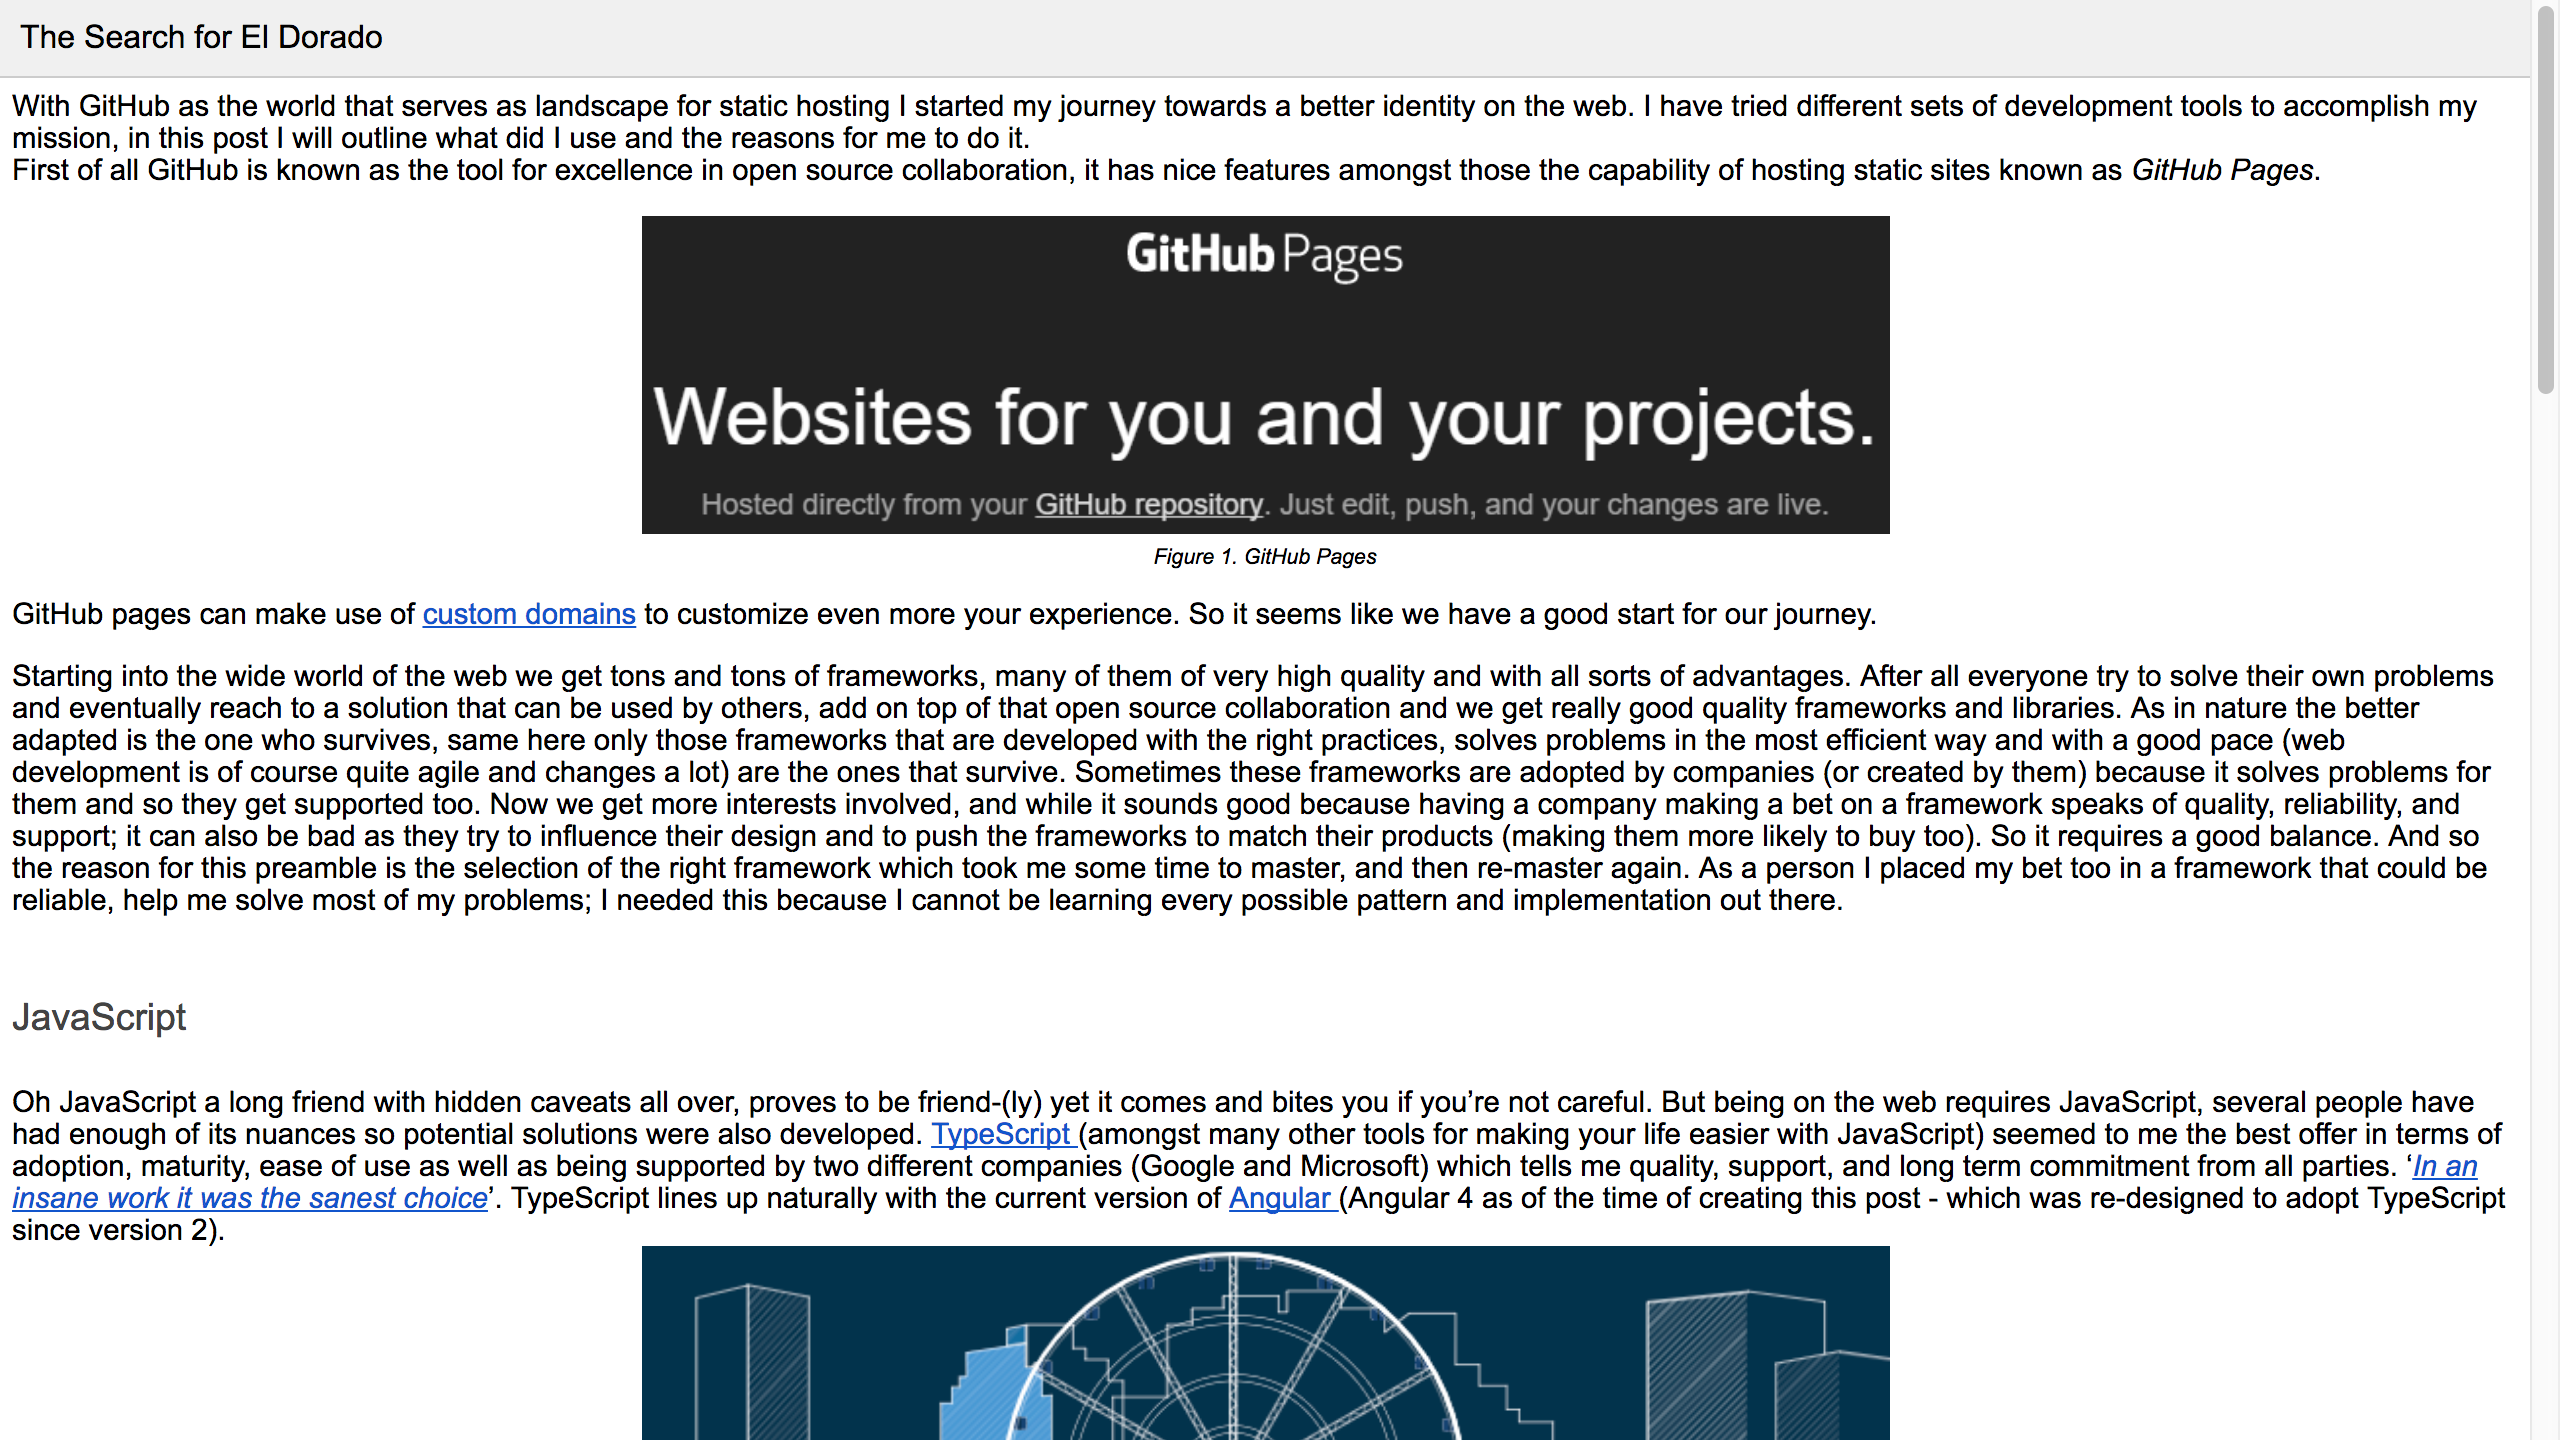 The Search for El Dorado
With GitHub as the world that serves as landscape for static hosting I started my journey towards a better identity on the web. I have tried different sets of development tools to accomplish my
mission, in this post I will outline what did I use and the reasons for me to do it.
First of all GitHub is known as the tool for excellence in open source collaboration, it has nice features amongst those the capability of hosting static sites known as GitHub Pages.
GitHub Pages
Websites for you and your projects.
Hosted directly from your GitHub repository. Just edit, push, and your changes are live.
Figure 1. GitHub Pages
GitHub pages can make use of custom domains to customize even more your experience. So it seems like we have a good start for our journey.
Starting into the wide world of the web we get tons and tons of frameworks, many of them of very high quality and with all sorts of advantages. After all everyone try to solve their own problems
and eventually reach to a solution that can be used by others, add on top of that open source collaboration and we get really good quality frameworks and libraries. As in nature the better
adapted is the one who survives, same here only those frameworks that are developed with the right practices, solves problems in the most efficient way and with a good pace (web
development is of course quite agile and changes a lot) are the ones that survive. Sometimes these frameworks are adopted by companies (or created by them) because it solves problems for
them and so they get supported too. Now we get more interests involved, and while it sounds good because having a company making a bet on a framework speaks of quality, reliability, and
support; it can also be bad as they try to influence their design and to push the frameworks to match their products (making them more likely to buy too). So it requires a good balance. And so
the reason for this preamble is the selection of the right framework which took me some time to master, and then re-master again. As a person I placed my bet too in a framework that could be
reliable, help me solve most of my problems; I needed this because I cannot be learning every possible pattern and implementation out there.
JavaScript
Oh JavaScript a long friend with hidden caveats all over, proves to be friend-(ly) yet it comes and bites you if you’re not careful. But being on the web requires JavaScript, several people have
had enough of its nuances so potential solutions were also developed. TypeScript (amongst many other tools for making your life easier with JavaScript) seemed to me the best offer in terms of
adoption, maturity, ease of use as well as being supported by two different companies (Google and Microsoft) which tells me quality, support, and long term commitment from all parties. ‘In an
insane work it was the sanest choice’. TypeScript lines up naturally with the current version of Angular (Angular 4 as of the time of creating this post - which was re-designed to adopt TypeScript
since version 2).